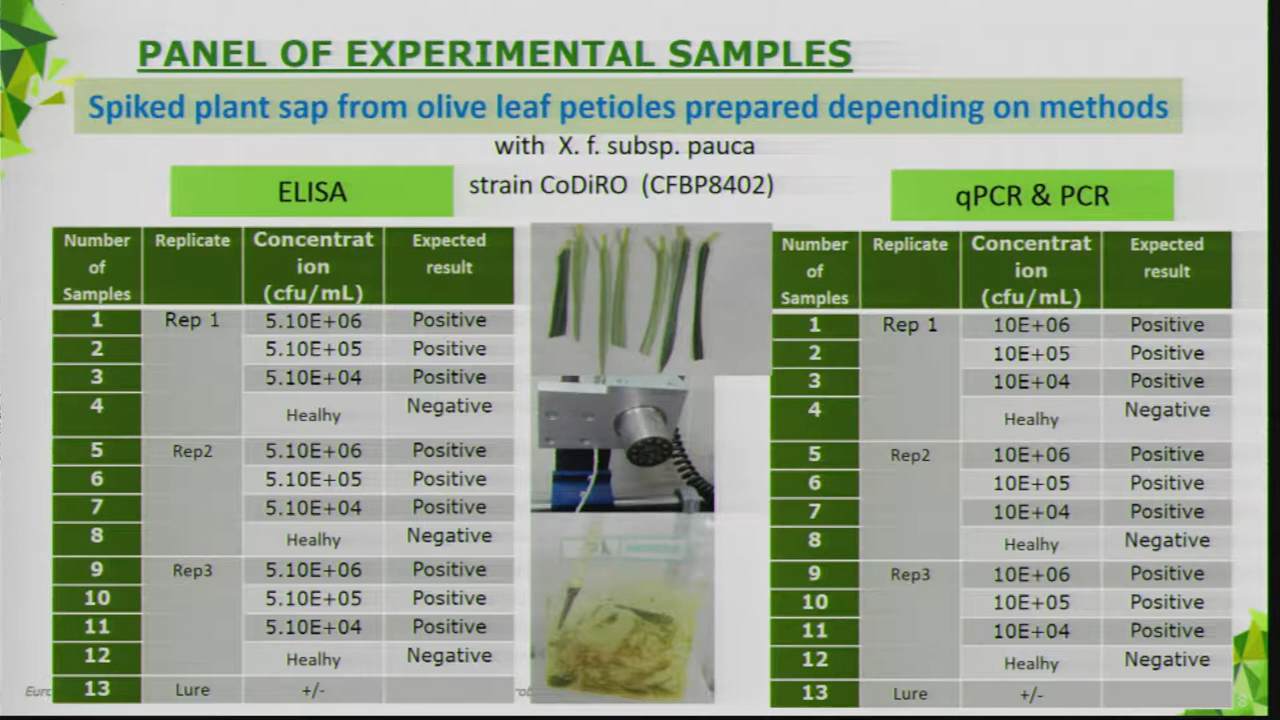 PANEL OF EXPERIMENTAL SAMPLES
Spiked plant sap from olive leaf petioles prepared depending on methods
with X. f. subsp. pauca
strain CoDiRO (CFBP8402)
ELISA
Number of Samples Replicate Concentrat ion (cfu/mL) Expected result
1 Rep 1 5.10E+06 Positive
2 5.10E+05 Positive
3 5.10E+04 Positive
4 Healhy Negative
5 Rep2 5.10E+06 Positive
6 5.10E+05 Positive
7 5.10E+04 Positive
8 Healhy Negative
9 Rep3 5.10E+06 Positive
10 5.10E+05 Positive
11 5.10E+04 Positive
12 Healhy Negative
13 Lure +/-
qPCR & PCR
Number of Samples Replicate Concentrat ion (cfu/mL) Expected result
1 Rep 1 10E+06 Positive
2 10E+05 Positive
3 10E+04 Positive
4 Healhy Negative
5 Rep2 10E+06 Positive
6 10E+05 Positive
7 10E+04 Positive
8 Healhy Negative
9 Rep3 10E+06 Positive
10 10E+05 Positive
11 10E+04 Positive
12 Healhy Negative
13 Lure +/-